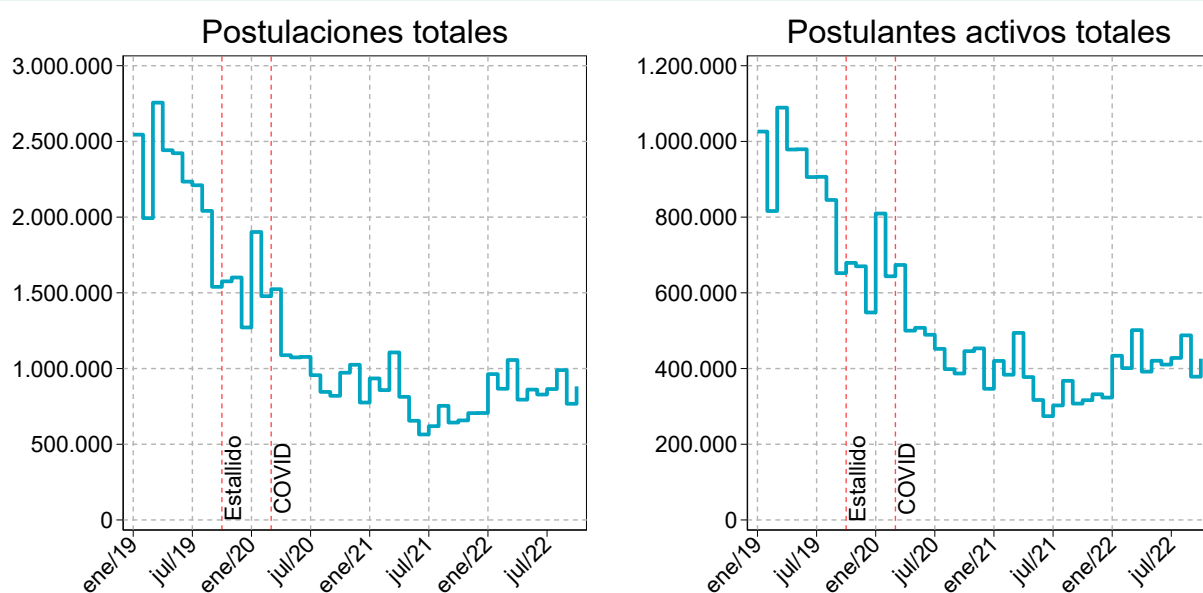 Postulaciones totales
3.000.000
2.500.000
2.000.000
1.500.000
1.000.000
500.000
0
Estallido
COVID
ene/19
jul/19
ene/20
jul/20
ene/21
jul/21
ene/22
jul/22
Postulantes activos totales
1.200.000
1.000.000
800.000
600.000
400.000
200.000
0
Estallido
COVID
ene/19
jul/19
ene/20
jul/20
ene/21
jul/21
ene/22
jul/22